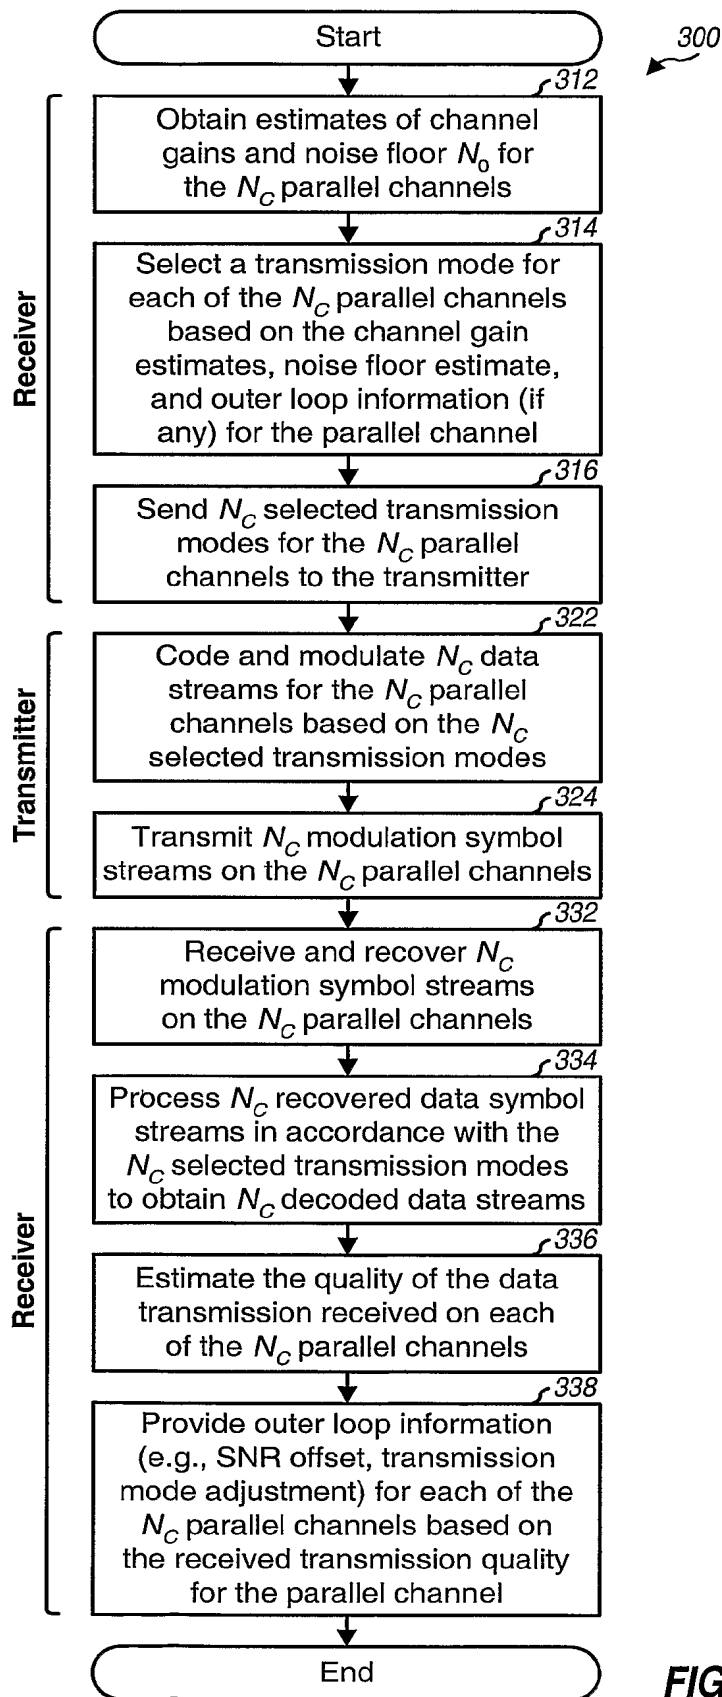 Start
300
312
Obtain estimates of channel
gains and noise floor N0 for
the NC parallel channels
314
Select a transmission mode for
each of the NC parallel channels
based on the channel gain
estimates, noise floor estimate,
and outer loop information (if
any) for the parallel channel
316
Send NC selected transmission
modes for the NC parallel
channels to the transmitter
Receiver
322
Code and modulate NC data
streams for the NC parallel
channels based on the NC
selected transmission modes
324
Transmit NC modulation symbol
streams on the NC parallel channels
Transmitter
332
Receive and recover NC
modulation symbol streams
on the NC parallel channels
334
Process NC recovered data symbol
streams in accordance with the
NC selected transmission modes
to obtain NC decoded data streams
336
Estimate the quality of the data
transmission received on each
of the NC parallel channels
338
Provide outer loop information
(e.g., SNR offset, transmission
mode adjustment) for each of the
NC parallel channels based on
the received transmission quality
for the parallel channel
Receiver
End
FIG